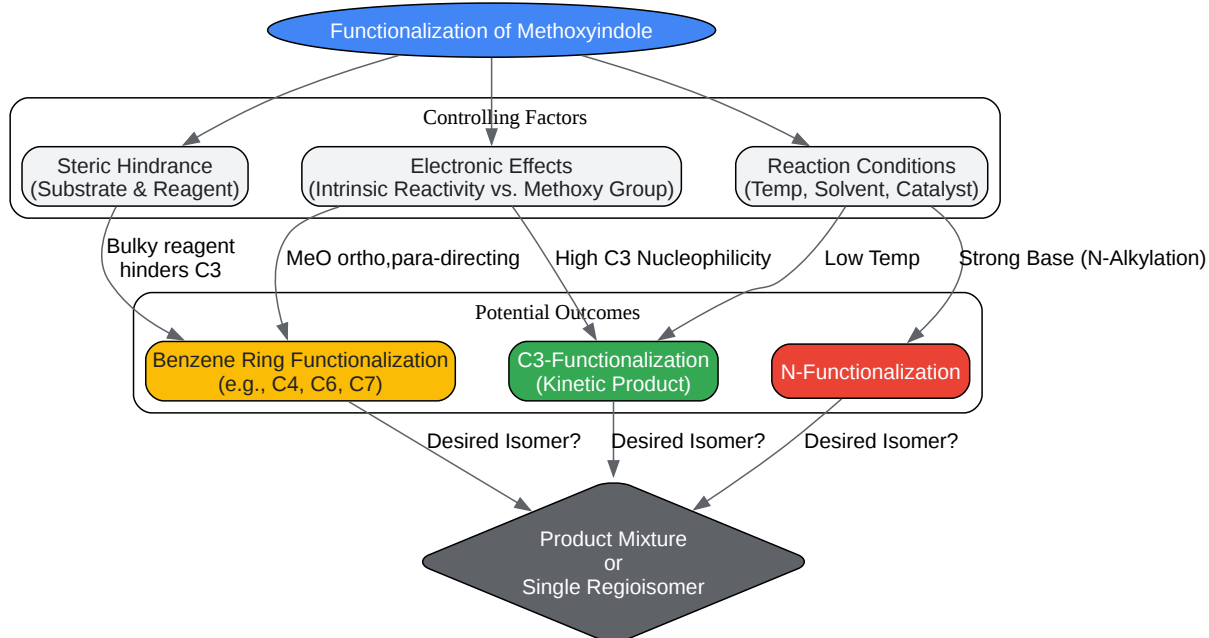 Functionalization of Methoxyindole
Controlling Factors
Steric Hindrance
(Substrate & Reagent)
Electronic Effects
(Intrinsic Reactivity vs. Methoxy Group)
Reaction Conditions
(Temp, Solvent, Catalyst)
Bulky reagent
hinders C3
MeO ortho,para-directing
High C3 Nucleophilicity
Low Temp
Strong Base (N-Alkylation)
Potential Outcomes
Benzene Ring Functionalization
(e.g., C4, C6, C7)
C3-Functionalization
(Kinetic Product)
N-Functionalization
Desired Isomer?
Desired Isomer?
Desired Isomer?
Product Mixture
or
Single Regioisomer